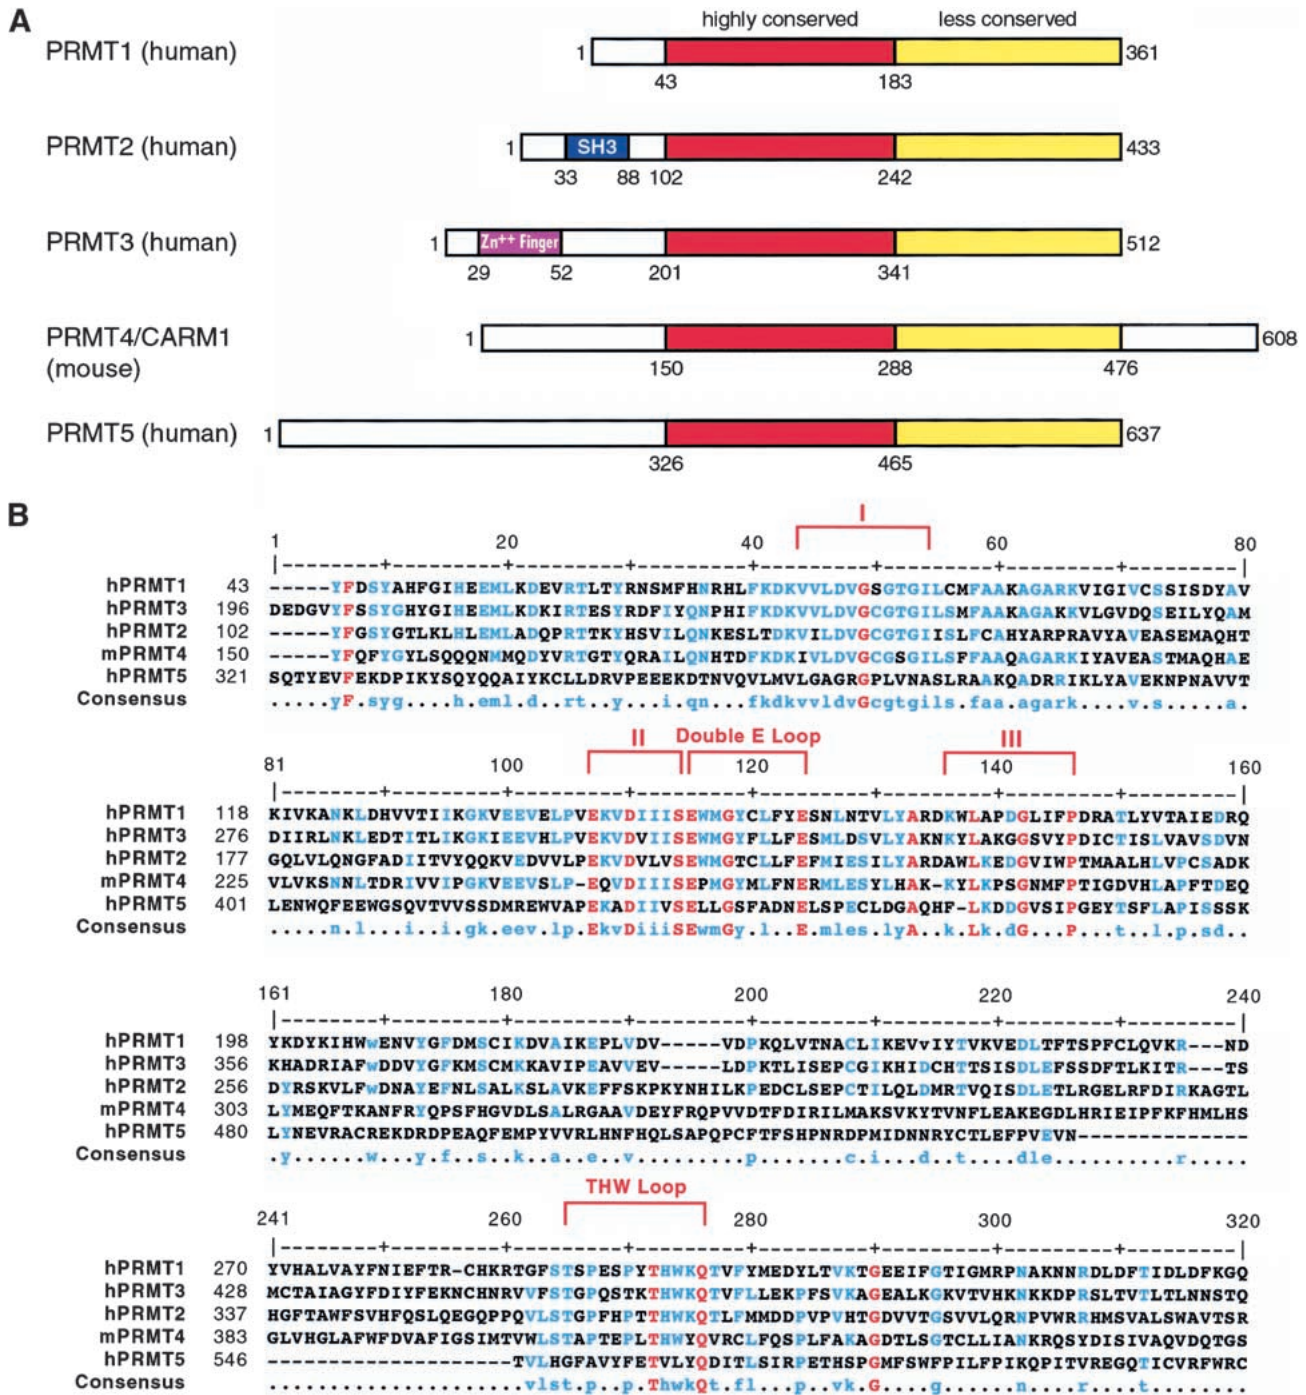 A
highly conserved less conserved
PRMT1 (human) 1 361
43 183
PRMT2 (human) 1 SH3 433
33 88 102 242
PRMT3 (human) 1 Zn++ Finger 512
29 52 201 341
PRMT4/CARM1 (mouse) 1 608
150 288 476
PRMT5 (human) 1 637
326 465
B
I
1 20 40 60 80
hPRMT1 43 -----YFDSYAHFGIHEEMLKDEVRTLTYRNSMFHNRHLFKDKVVLDVGSGTGILCMFAAKAGARKVIGIVCSSISDYAV
hPRMT3 196 DEDGVYFSSYGHYGIHEEMLKDKIRTESYRDFIYQNPHIFKDKVVLDVGCGTGILSMFAAKAGAKKVLGVDQSEILYQAM
hPRMT2 102 -----YFGSYGTLKLHLEMLADQPRTTKYHSVILQNKESLTDKVILDVGCGTGIISLFCAHYARPRAVYAVEASEMAQHT
mPRMT4 150 -----YFQFYGYLSQQQNMMQDYVRTGTYQRAILQNHTDFKDKIVLDVGCGSGILSFFAAQAGARKIYAVEASTMAQHAE
hPRMT5 321 SQTYEVFEKDPIKYSQYQQAIYKCLLDRVPEEEKDTNVQVLMVLGAGRGPLVNASLRAAKQADRRIKLYAVEKNPNAVVT
Consensus .....yF.syg...h.eml.d..rt..y...i.qn...fkdkvvldvGcgtgils.faa.agark....v.s.....a.
II Double E Loop III
81 100 120 140 160
hPRMT1 118 KIVKANKLDHVVTIIKGKVEEVELPVEKVDIIISEWMGYCLFYESNLNTVLYARDKWLAPDGLIFPDRATLYVTAIEDRQ
hPRMT3 276 DIIRLNKLEDTITLIKGKIEEVHLPVEKVDVIISEWMGYFLLFESMLDSVLYAKNKYLAKGGSVYPDICTISLVAVSDVN
hPRMT2 177 GQLVLQNGFADIITVYQQKVEDVVLPEKVDVLVSEWMGTCLLFEFMIESILYARDAWLKEDGVIWPTMAALHLVPCSADK
mPRMT4 225 VLVKSNNLTDRIVVIPGKVEEVSLP-EQVDIIISEPMGYMLFNERMLESYLHAK-KYLKPSGNMFPTIGDVHLAPFTDEQ
hPRMT5 401 LENWQFEEWGSQVTVVSSDMREWVAPEKADIIVSELLGSFADNELSPECLDGAQHF-LKDDGVSIPGEYTSFLAPISSSK
Consensus .....n.l...i..i.gk.eev.lp.EkvDiiiSEwmGy.l..E.mles.lyA..k.Lk.dG...P...t..l.p.sd..
161 180 200 220 240
hPRMT1 198 YKDYKIHWwENVYGFDMSCIKDVAIKEPLVDV-----VDPKQLVTNACLIKEVvIYTVKVEDLTFTSPFCLQVKR---ND
hPRMT3 356 KHADRIAFwDDVYGFKMSCMKKAVIPEAVVEV-----LDPKTLISEPCGIKHIDCHTTSISDLEFSSDFTLKITR---TS
hPRMT2 256 DYRSKVLFwDNAYEFNLSALKSLAVKEFFSKPKYNHILKPEDCLSEPCTILQLDMRTVQISDLETLRGELRFDIRKAGTL
mPRMT4 303 LYMEQFTKANFRYQPSFHGVDLSALRGAAVDEYFRQPVVDTFDIRILMAKSVKYTVNFLEAKEGDLHRIEIPFKFHMLHS
hPRMT5 480 LYNEVRACREKDRDPEAQFEMPYVVRLHNFHQLSAPQPCFTFSHPNRDPMIDNNRYCTLEFPVEVN--------------
Consensus .y......w...y.f..s..k..a..e..v.........p.......c.i...d..t....dle..........r.....
THW Loop
241 260 280 300 320
hPRMT1 270 YVHALVAYFNIEFTR-CHKRTGFSTSPESPYTHWKQTVFYMEDYLTVKTGEEIFGTIGMRPNAKNNRDLDFTIDLDFKGQ
hPRMT3 428 MCTAIAGYFDIYFEKNCHNRVVFSTGPQSTKTHWKQTVFLLEKPFSVKAGEALKGKVTVHKNKKDPRSLTVTLTLNNSTQ
hPRMT2 337 HGFTAWFSVHFQSLQEGQPPQVLSTGPFHPTTHWKQTLFMMDDPVPVHTGDVVTGSVVLQRNPVWRRHMSVALSWAVTSR
mPRMT4 383 GLVHGLAFWFDVAFIGSIMTVWLSTAPTEPLTHWYQVRCLFQSPLFAKAGDTLSGTCLLIANKRQSYDISIVAQVDQTGS
hPRMT5 546 --------------------TVLHGFAVYFETVLYQDITLSIRPETHSPGMFSWFPILFPIKQPITVREGQTICVRFWRC
Consensus .....................vlst.p..p.ThwkQt.fl...p..vk.G....g......n....r....t........